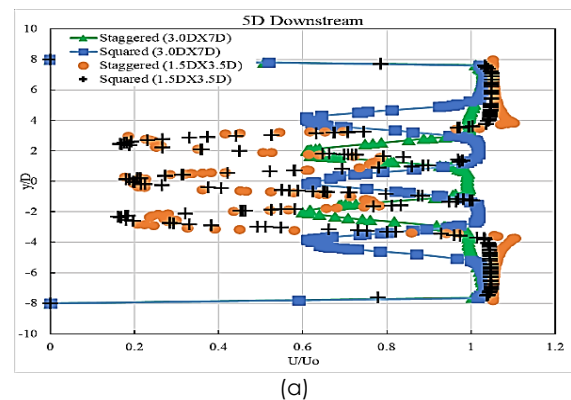 5D Downstream
Staggered (3.0DX7D)
Squared (3.0DX7D)
Staggered (1.5DX3.5D)
Squared (1.5DX3.5D)
10
8
6
4
2
0
-2
-4
-6
-8
-10
y/D
0
0.2
0.4
0.6
0.8
1
1.2
U/Uo
(a)